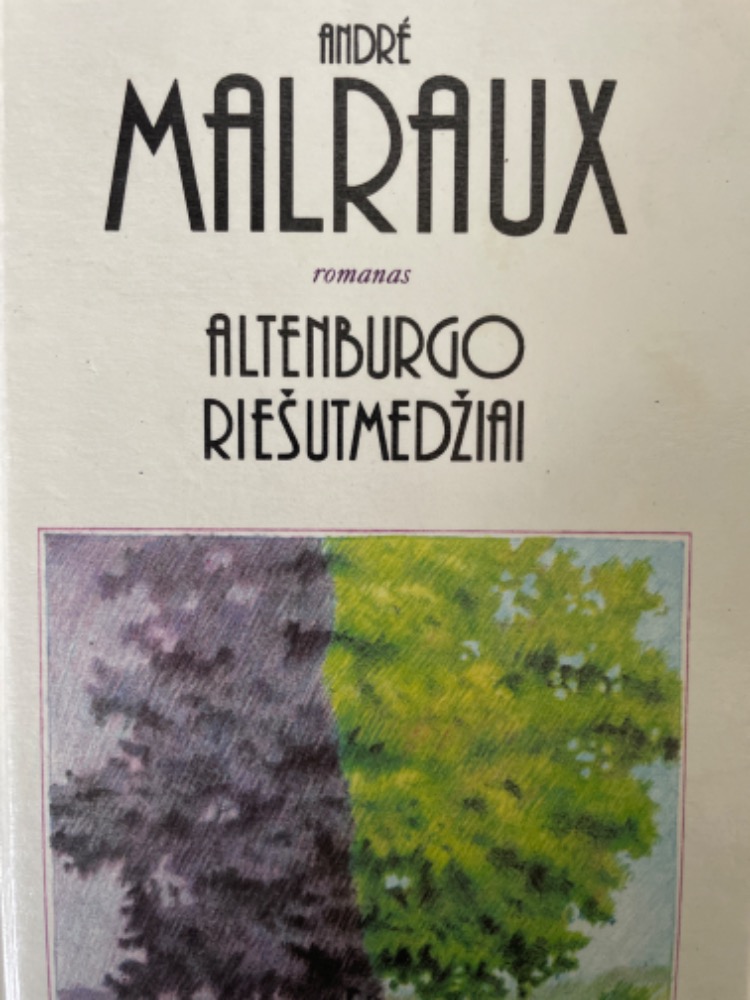 ANDRÉ
MALRAUX
romanas
ALTENBURGO
RIEŠUTMEDŽIAI